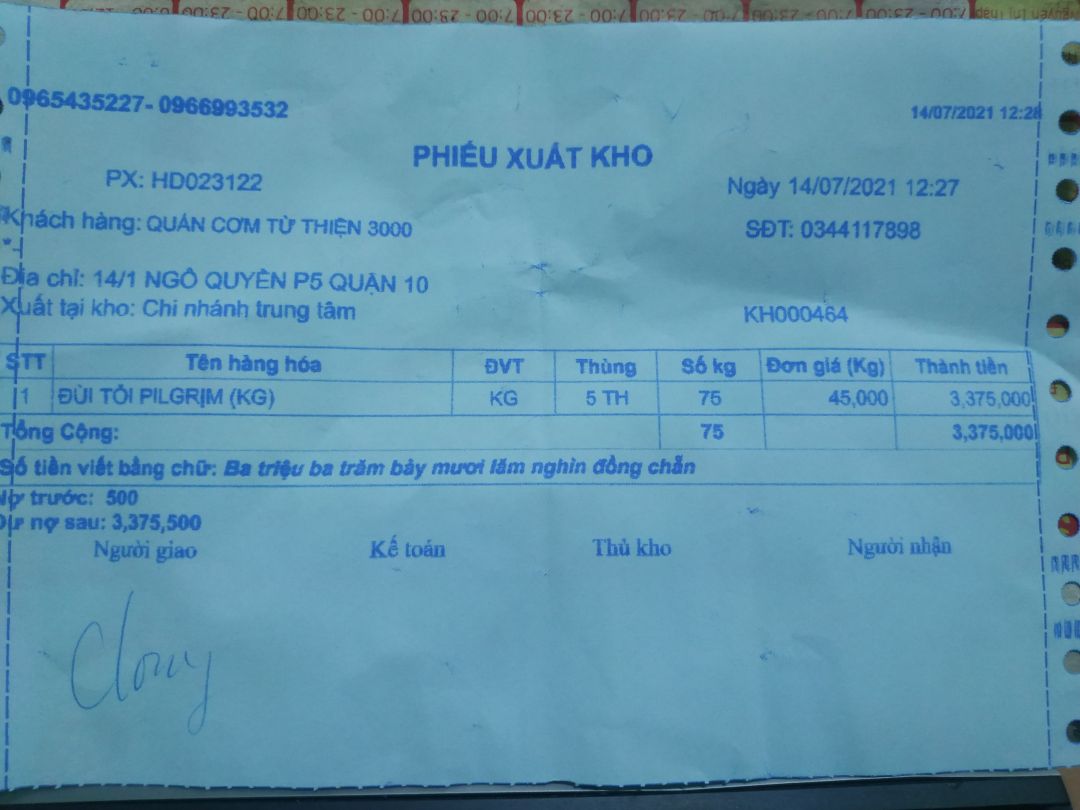 0965435227- 0966993532
14/07/2021 12:28
PHIẾU XUẤT KHO
PX: HD023122
Ngày 14/07/2021 12:27
Khách hàng: QUÁN CƠM TỪ THIỆN 3000
SĐT: 0344117898
Địa chỉ: 14/1 NGÔ QUYỀN P5 QUẬN 10
Xuất tại kho: Chi nhánh trung tâm
KH000464
STT Tên hàng hóa ĐVT Thùng Số kg Đơn giá (Kg) Thành tiền
1 ĐÙI TỎI PILGRIM (KG) KG 5 TH 75 45,000 3,375,000
Tổng Cộng: 75 3,375,000
Số tiền viết bằng chữ: Ba triệu ba trăm bảy mươi lăm nghìn đồng chẵn
Nợ trước: 500
Dư nợ sau: 3,375,500
Người giao Kế toán Thủ kho Người nhận